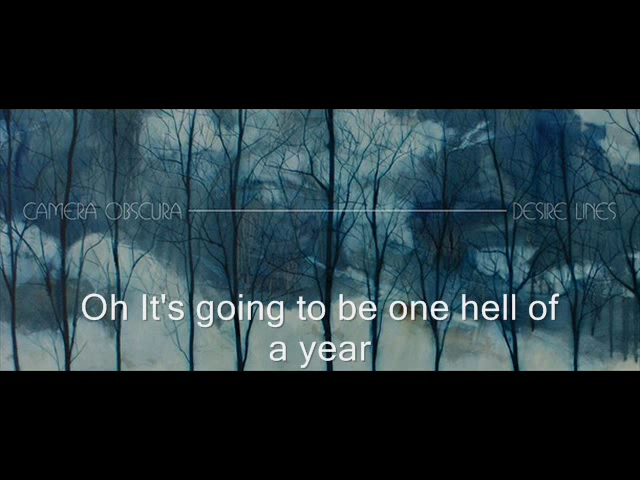 CAMERA OBSCURA DESIRE LINES
Oh It's going to be one hell of
a year